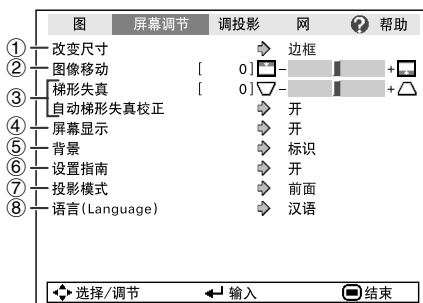 图 屏幕调节 调投影 网 ? 帮助
① 改变尺寸 边框
② 图像移动 [ 0] - +
③ 梯形失真 [ 0] - +
自动梯形失真校正 开
④ 屏幕显示 开
⑤ 背景 标识
⑥ 设置指南 开
⑦ 投影模式 前面
⑧ 语言(Language) 汉语
选择/调节 输入 结束